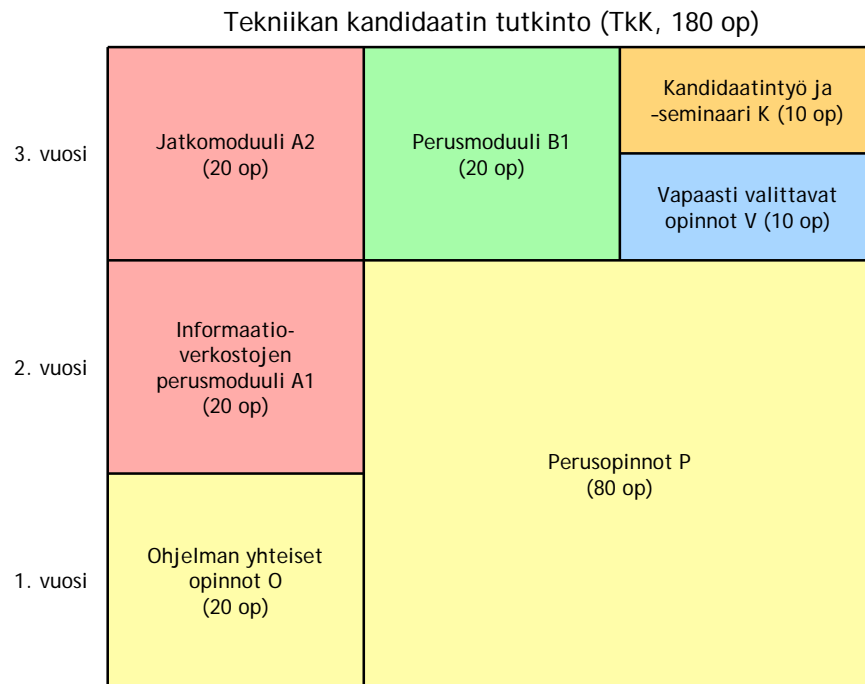 Tekniikan kandidaatin tutkinto (TkK, 180 op)
3. vuosi
Jatkomoduuli A2
(20 op)
Perusmoduuli B1
(20 op)
Kandidaatintyö ja
-seminaari K (10 op)
Vapaasti valittavat
opinnot V (10 op)
2. vuosi
Informaatio-
verkostojen
perusmoduuli A1
(20 op)
Perusopinnot P
(80 op)
1. vuosi
Ohjelman yhteiset
opinnot O
(20 op)